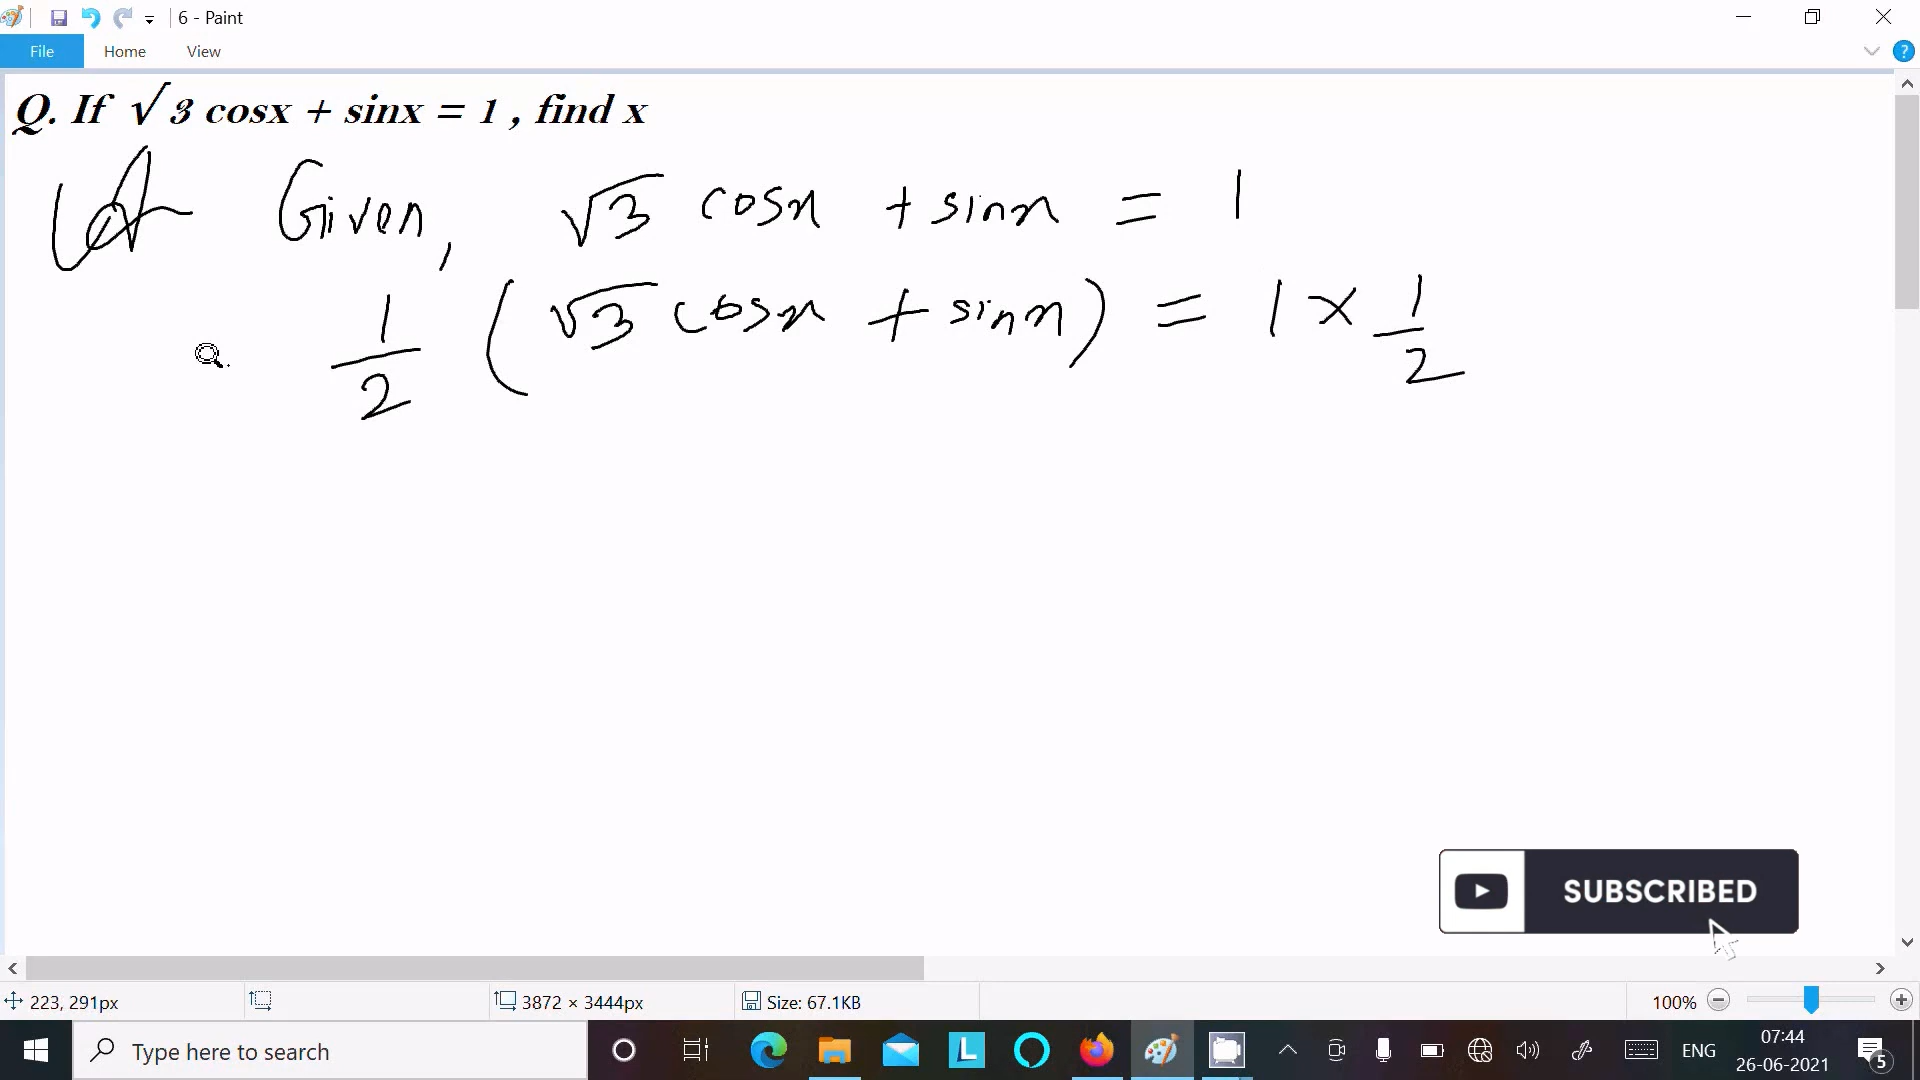 6 - Paint
File Home View
Q. If √3 cosx + sinx = 1 , find x
Given, √3 cosx + sinx = 1
1/2 (√3 cosx + sinx) = 1 × 1/2
SUBSCRIBED
223, 291px 3872 × 3444px Size: 67.1KB 100%
Type here to search L ENG 07:44
26-06-2021 5